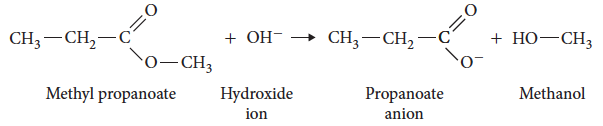 O O
CH₃—CH₂—C + OH⁻ → CH₃—CH₂—C + HO—CH₃
O—CH₃ O⁻
Methyl propanoate Hydroxide Propanoate Methanol
ion anion